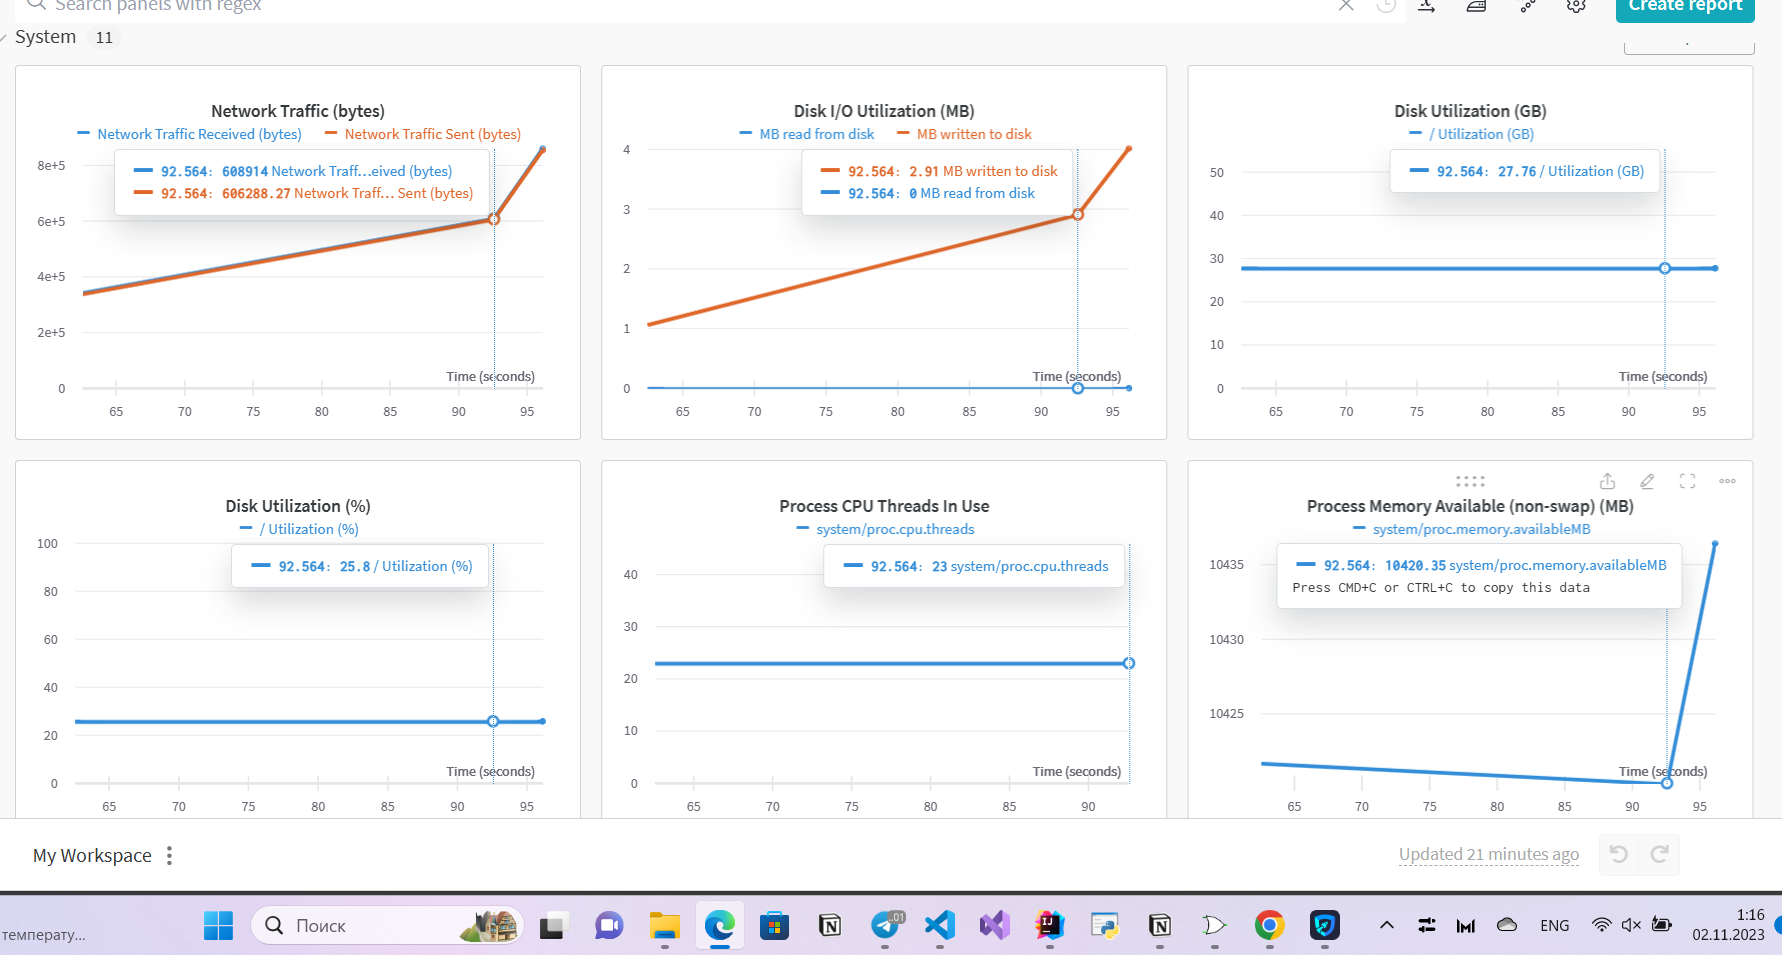 Search panels with regex
Create report
System 11
Network Traffic (bytes)
Network Traffic Received (bytes) Network Traffic Sent (bytes)
8e+5
92.564: 608914 Network Traff...eived (bytes)
92.564: 606288.27 Network Traff... Sent (bytes)
6e+5
4e+5
2e+5
Time (seconds)
0
65 70 75 80 85 90 95
Disk I/O Utilization (MB)
MB read from disk MB written to disk
4
92.564: 2.91 MB written to disk
92.564: 0 MB read from disk
3
2
1
Time (seconds)
0
65 70 75 80 85 90 95
Disk Utilization (GB)
/ Utilization (GB)
50
92.564: 27.76 / Utilization (GB)
40
30
20
10
Time (seconds)
0
65 70 75 80 85 90 95
Disk Utilization (%)
/ Utilization (%)
100
92.564: 25.8 / Utilization (%)
80
60
40
20
Time (seconds)
0
65 70 75 80 85 90 95
Process CPU Threads In Use
system/proc.cpu.threads
92.564: 23 system/proc.cpu.threads
40
30
20
10
Time (seconds)
0
65 70 75 80 85 90
Process Memory Available (non-swap) (MB)
system/proc.memory.availableMB
10435
92.564: 10420.35 system/proc.memory.availableMB
Press CMD+C or CTRL+C to copy this data
10430
10425
Time (seconds)
65 70 75 80 85 90 95
My Workspace
Updated 21 minutes ago
температу...
Поиск
..01
ENG
1:16
02.11.2023